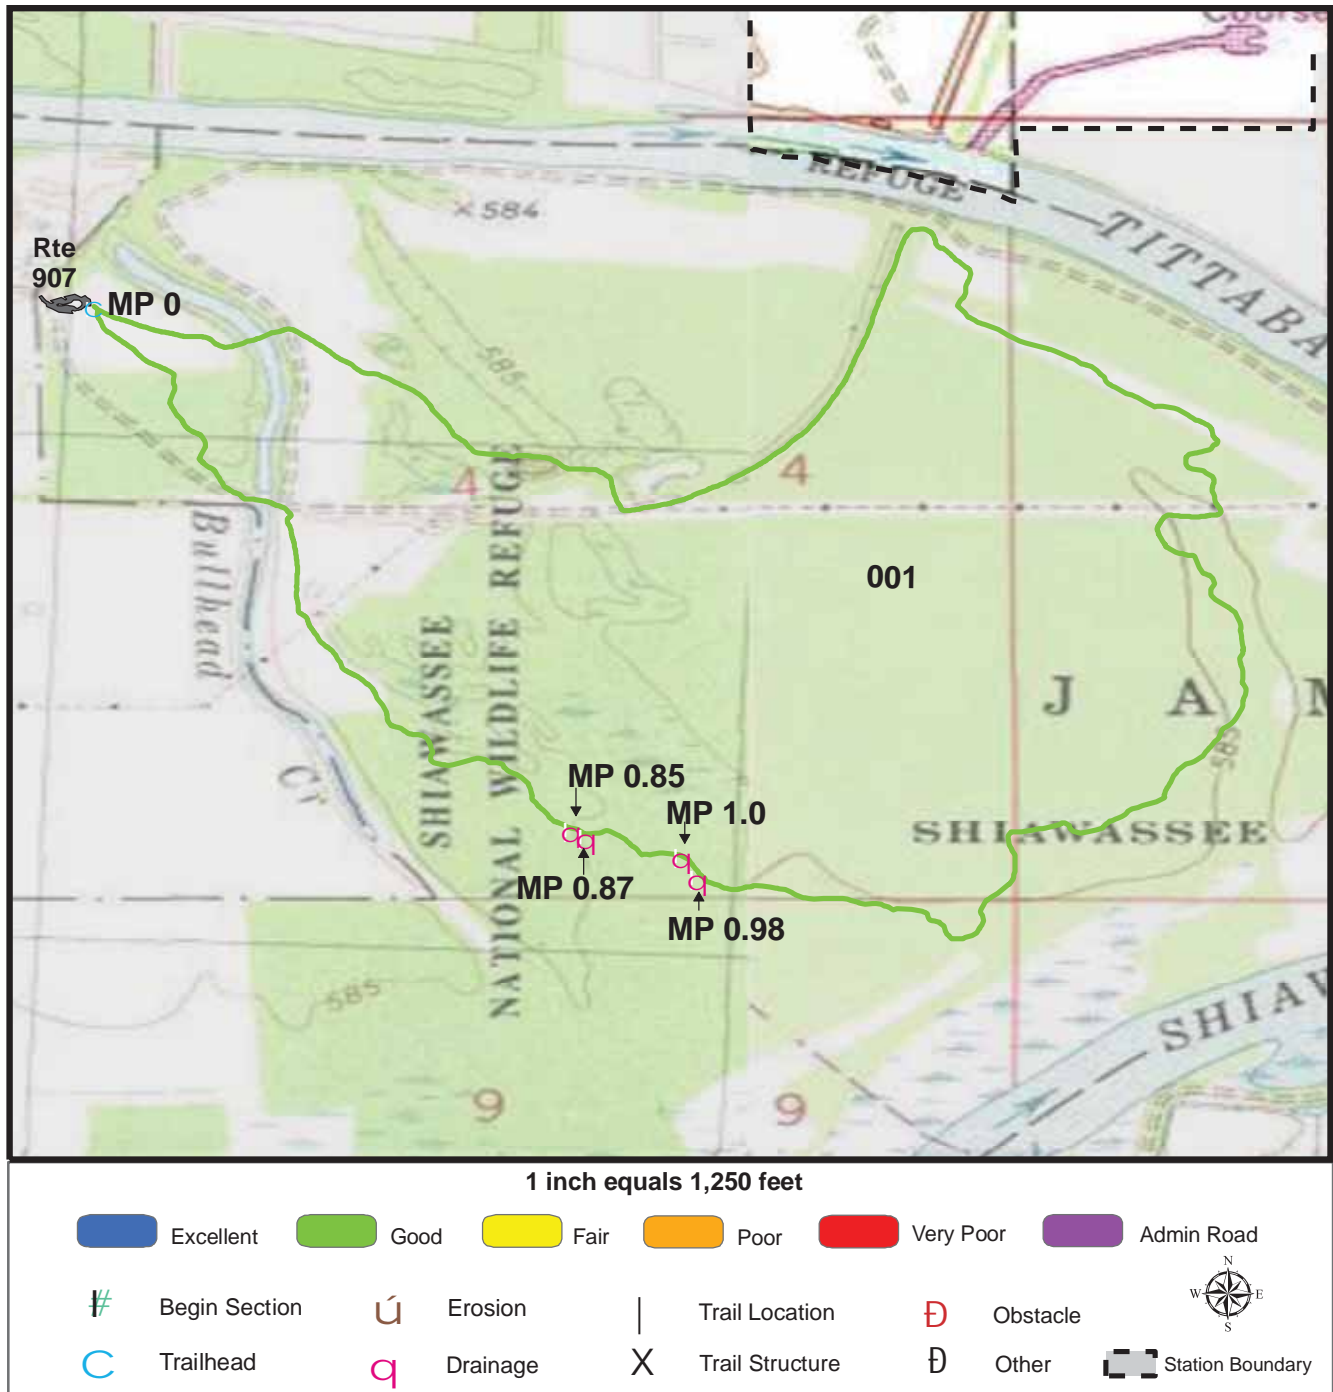 Course
REFUGE
TITTABA
× 584
Rte
907
MP 0
585
4
4
Bullhead
Cr
SHIAWASSEE
NATIONAL WILDLIFE REFUGE
001
J A M
585
MP 0.85
MP 1.0
SHIAWASSEE
MP 0.87
MP 0.98
585
SHIAW
9
9
1 inch equals 1,250 feet
Excellent
Good
Fair
Poor
Very Poor
Admin Road
# Begin Section
ú Erosion
| Trail Location
Đ Obstacle
N
W E
S
C Trailhead
q Drainage
X Trail Structure
Đ Other
Station Boundary